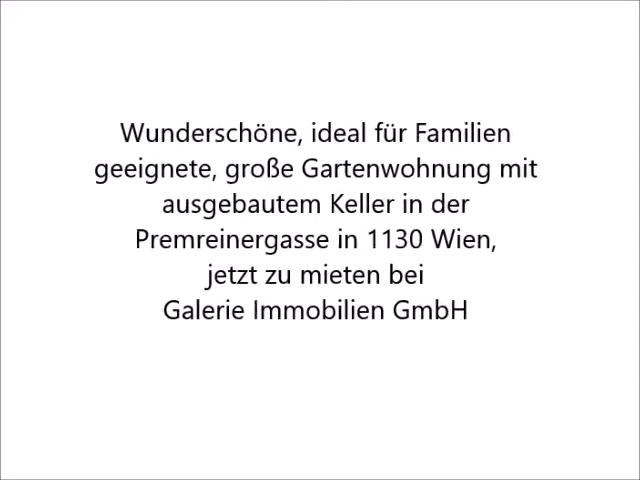 Wunderschöne, ideal für Familien
geeignete, große Gartenwohnung mit
ausgebautem Keller in der
Premreinergasse in 1130 Wien,
jetzt zu mieten bei
Galerie Immobilien GmbH